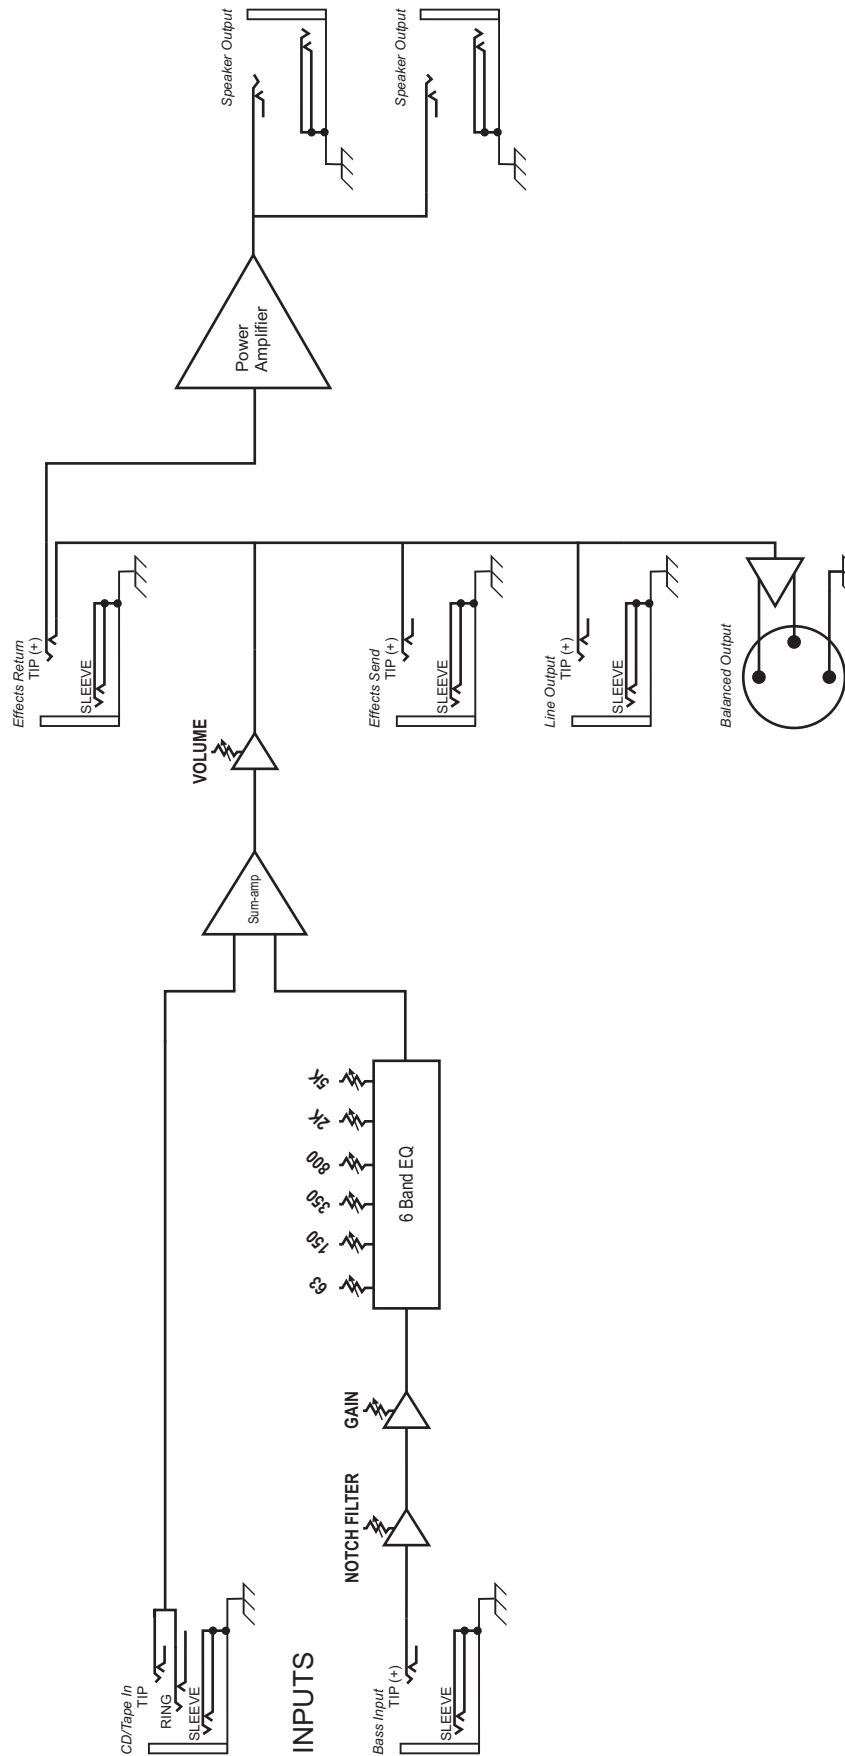 CD/Tape In
TIP
RING
SLEEVE
INPUTS
Bass Input
TIP (+)
SLEEVE
NOTCH FILTER
GAIN
63
150
350
800
2K
5K
6 Band EQ
Sum-amp
VOLUME
Effects Return
TIP (+)
SLEEVE
Effects Send
TIP (+)
SLEEVE
Line Output
TIP (+)
SLEEVE
Balanced Output
Power
Amplifier
Speaker Output
Speaker Output